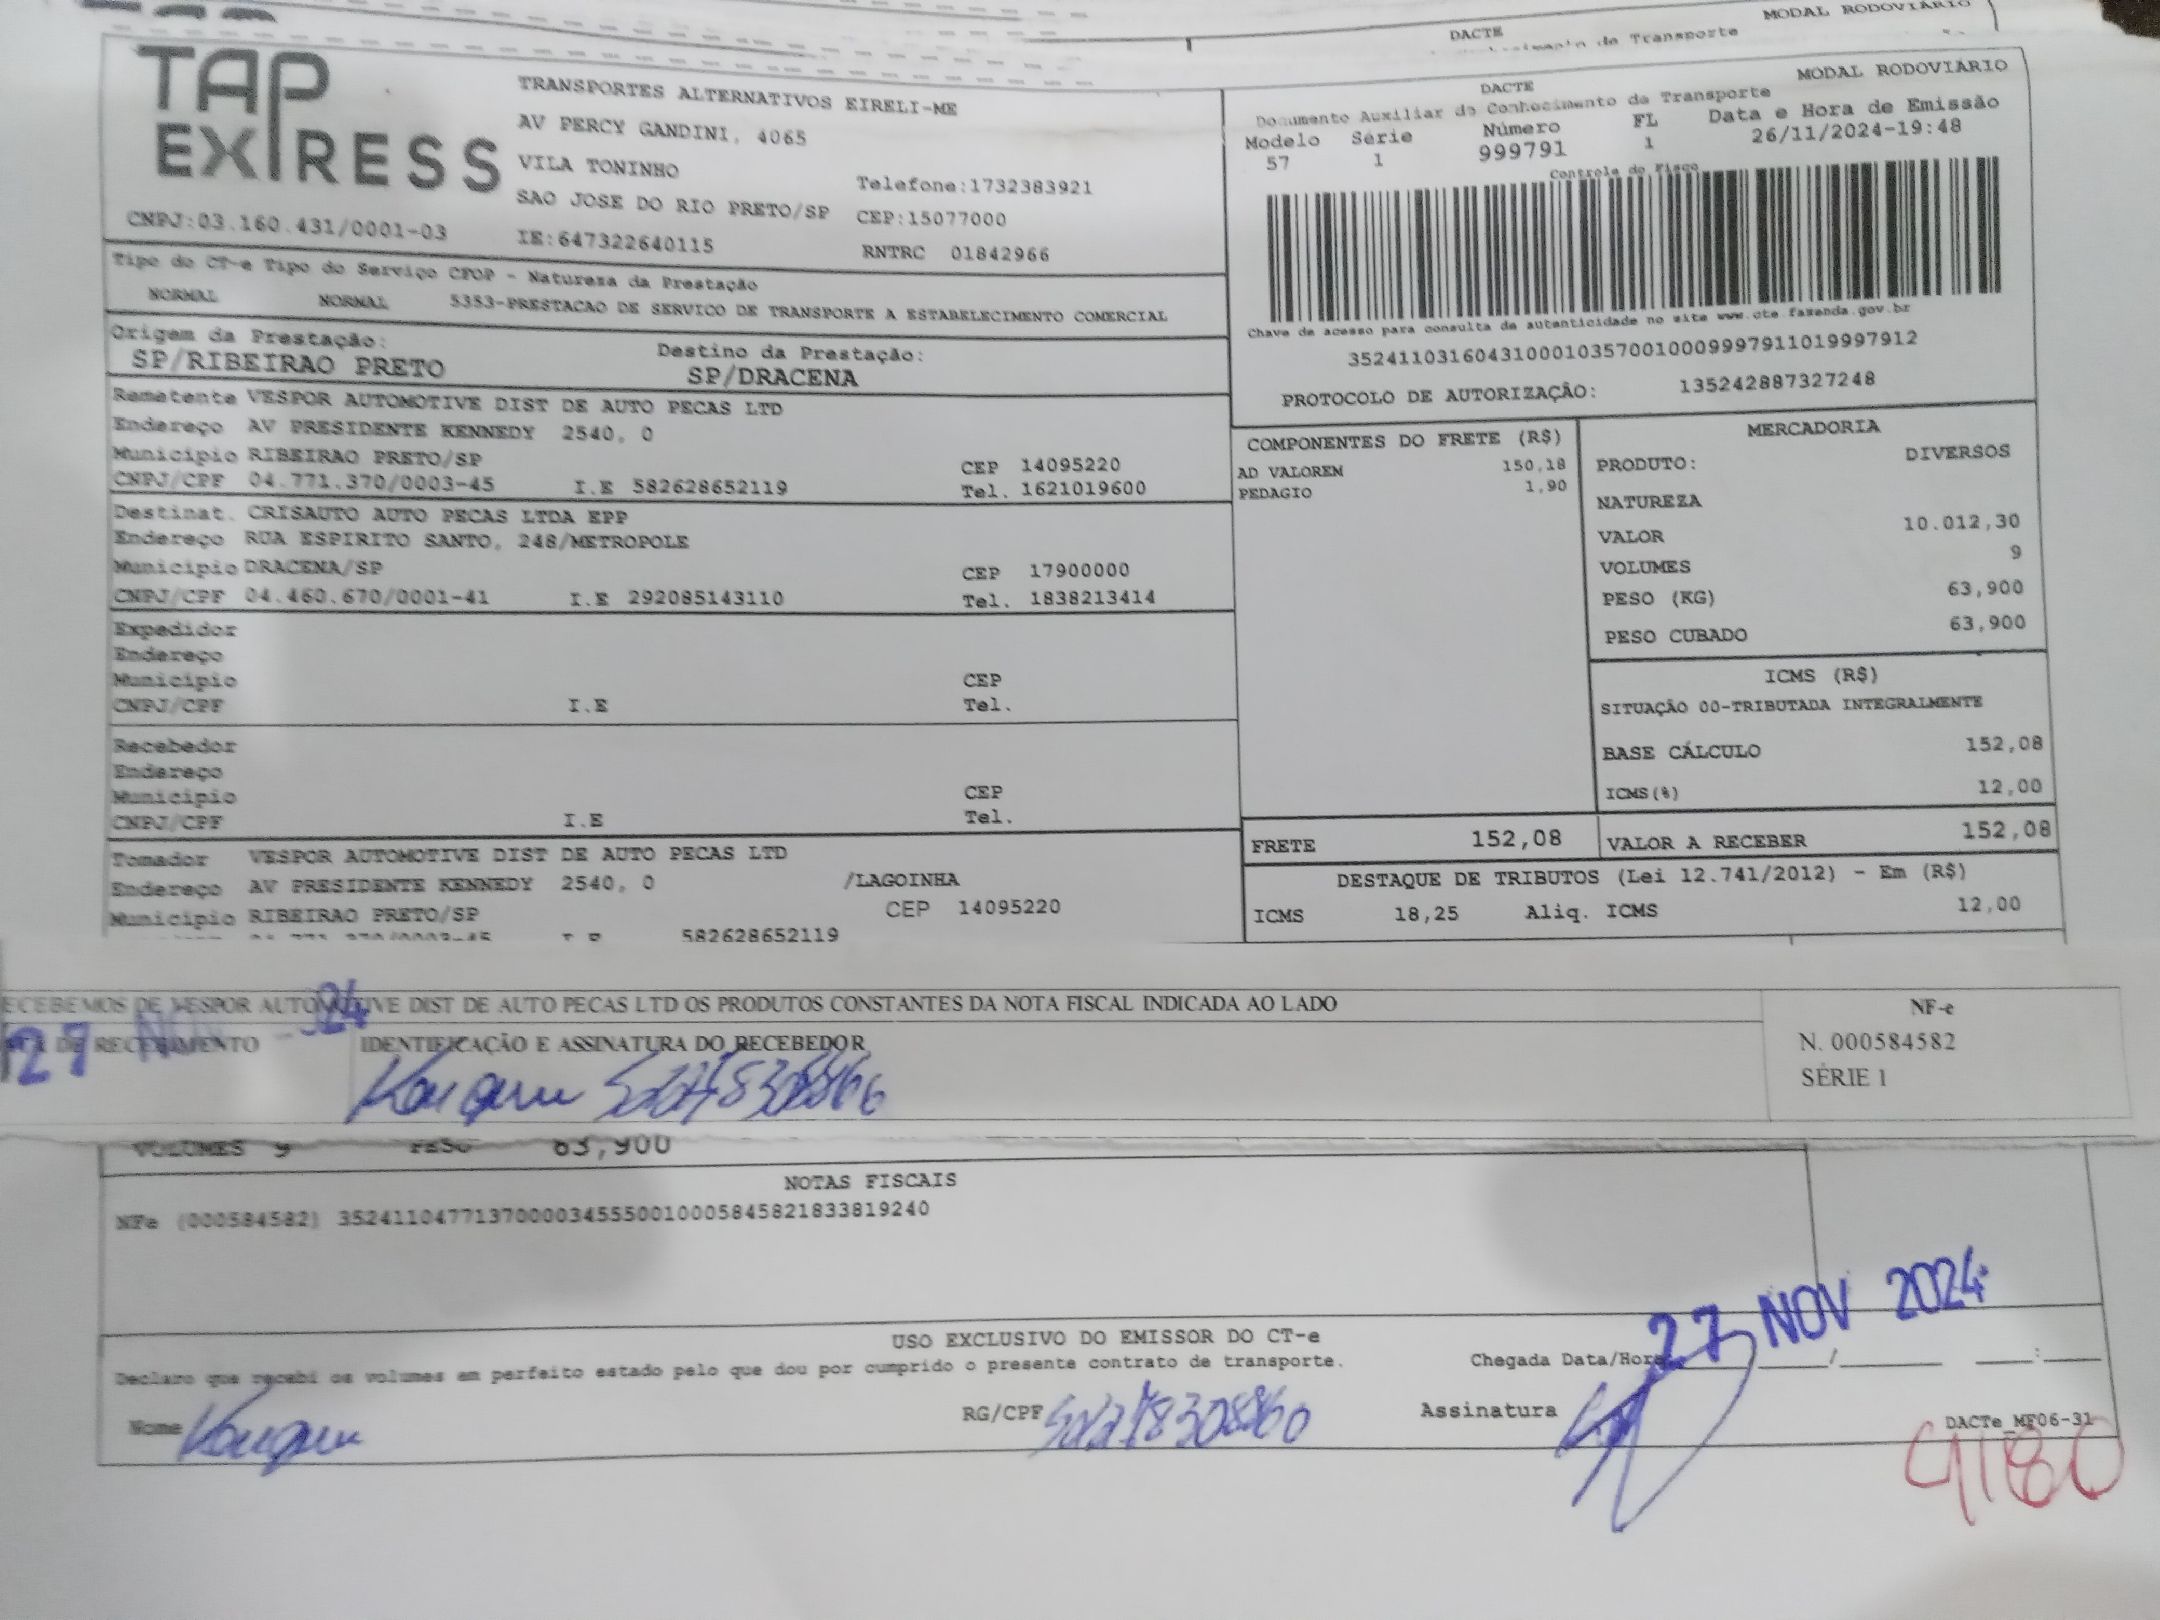 DACTE
MODAL RODOVIÁRIO
de Transporte
TAP EXPRESS
CNPJ:03.160.431/0001-03
TRANSPORTES ALTERNATIVOS EIRELI-ME
AV PERCY GANDINI, 4065
VILA TONINHO
Telefone:1732383921
SAO JOSE DO RIO PRETO/SP CEP:15077000
IE:647322640115 RNTRC 01842966
DACTE
MODAL RODOVIÁRIO
Documento Auxiliar do Conhecimento de Transporte
Modelo Série Número FL Data e Hora de Emissão
57 1 999791 1 26/11/2024-19:48
Controle do Fisco
Chave de acesso para consulta de autenticidade no site www.cte.fazenda.gov.br
35241103160431000103570010009997911019997912
PROTOCOLO DE AUTORIZAÇÃO: 135242887327248
Tipo do CT-e Tipo do Serviço CFOP - Natureza da Prestação
NORMAL NORMAL 5353-PRESTACAO DE SERVICO DE TRANSPORTE A ESTABELECIMENTO COMERCIAL
Origem da Prestação: Destino da Prestação:
SP/RIBEIRAO PRETO SP/DRACENA
Remetente VESPOR AUTOMOTIVE DIST DE AUTO PECAS LTD
Endereço AV PRESIDENTE KENNEDY 2540, 0
Município RIBEIRAO PRETO/SP CEP 14095220
CNPJ/CPF 04.771.370/0003-45 I.E 582628652119 Tel. 1621019600
Destinat. CRISAUTO AUTO PECAS LTDA EPP
Endereço RUA ESPIRITO SANTO, 248/METROPOLE
Município DRACENA/SP CEP 17900000
CNPJ/CPF 04.460.670/0001-41 I.E 292085143110 Tel. 1838213414
Expedidor
Endereço
Município CEP
CNPJ/CPF I.E Tel.
Recebedor
Endereço
Município CEP
CNPJ/CPF I.E Tel.
Tomador VESPOR AUTOMOTIVE DIST DE AUTO PECAS LTD
Endereço AV PRESIDENTE KENNEDY 2540, 0 /LAGOINHA
Município RIBEIRAO PRETO/SP CEP 14095220
582628652119
COMPONENTES DO FRETE (R$)
AD VALOREM 150,18
PEDAGIO 1,90
MERCADORIA
PRODUTO: DIVERSOS
NATUREZA
VALOR 10.012,30
VOLUMES 9
PESO (KG) 63,900
PESO CUBADO 63,900
ICMS (R$)
SITUAÇÃO 00-TRIBUTADA INTEGRALMENTE
BASE CÁLCULO 152,08
ICMS(%) 12,00
FRETE 152,08 VALOR A RECEBER 152,08
DESTAQUE DE TRIBUTOS (Lei 12.741/2012) - Em (R$)
ICMS 18,25 Aliq. ICMS 12,00
ECEBEMOS DE VESPOR AUTOMOTIVE DIST DE AUTO PECAS LTD OS PRODUTOS CONSTANTES DA NOTA FISCAL INDICADA AO LADO
27 NOV 24
DE RECEBIMENTO IDENTIFICAÇÃO E ASSINATURA DO RECEBEDOR
NF-e
N. 000584582
SÉRIE 1
VOLUMES 9 PESO 63,900
NOTAS FISCAIS
NFe (000584582) 35241104771370000345550010005845821833819240
27 NOV 2024
USO EXCLUSIVO DO EMISSOR DO CT-e
Declaro que recebi os volumes em perfeito estado pelo que dou por cumprido o presente contrato de transporte.
Chegada Data/Hora ____/____ __:__
Nome RG/CPF Assinatura
DACTe_MF06-31